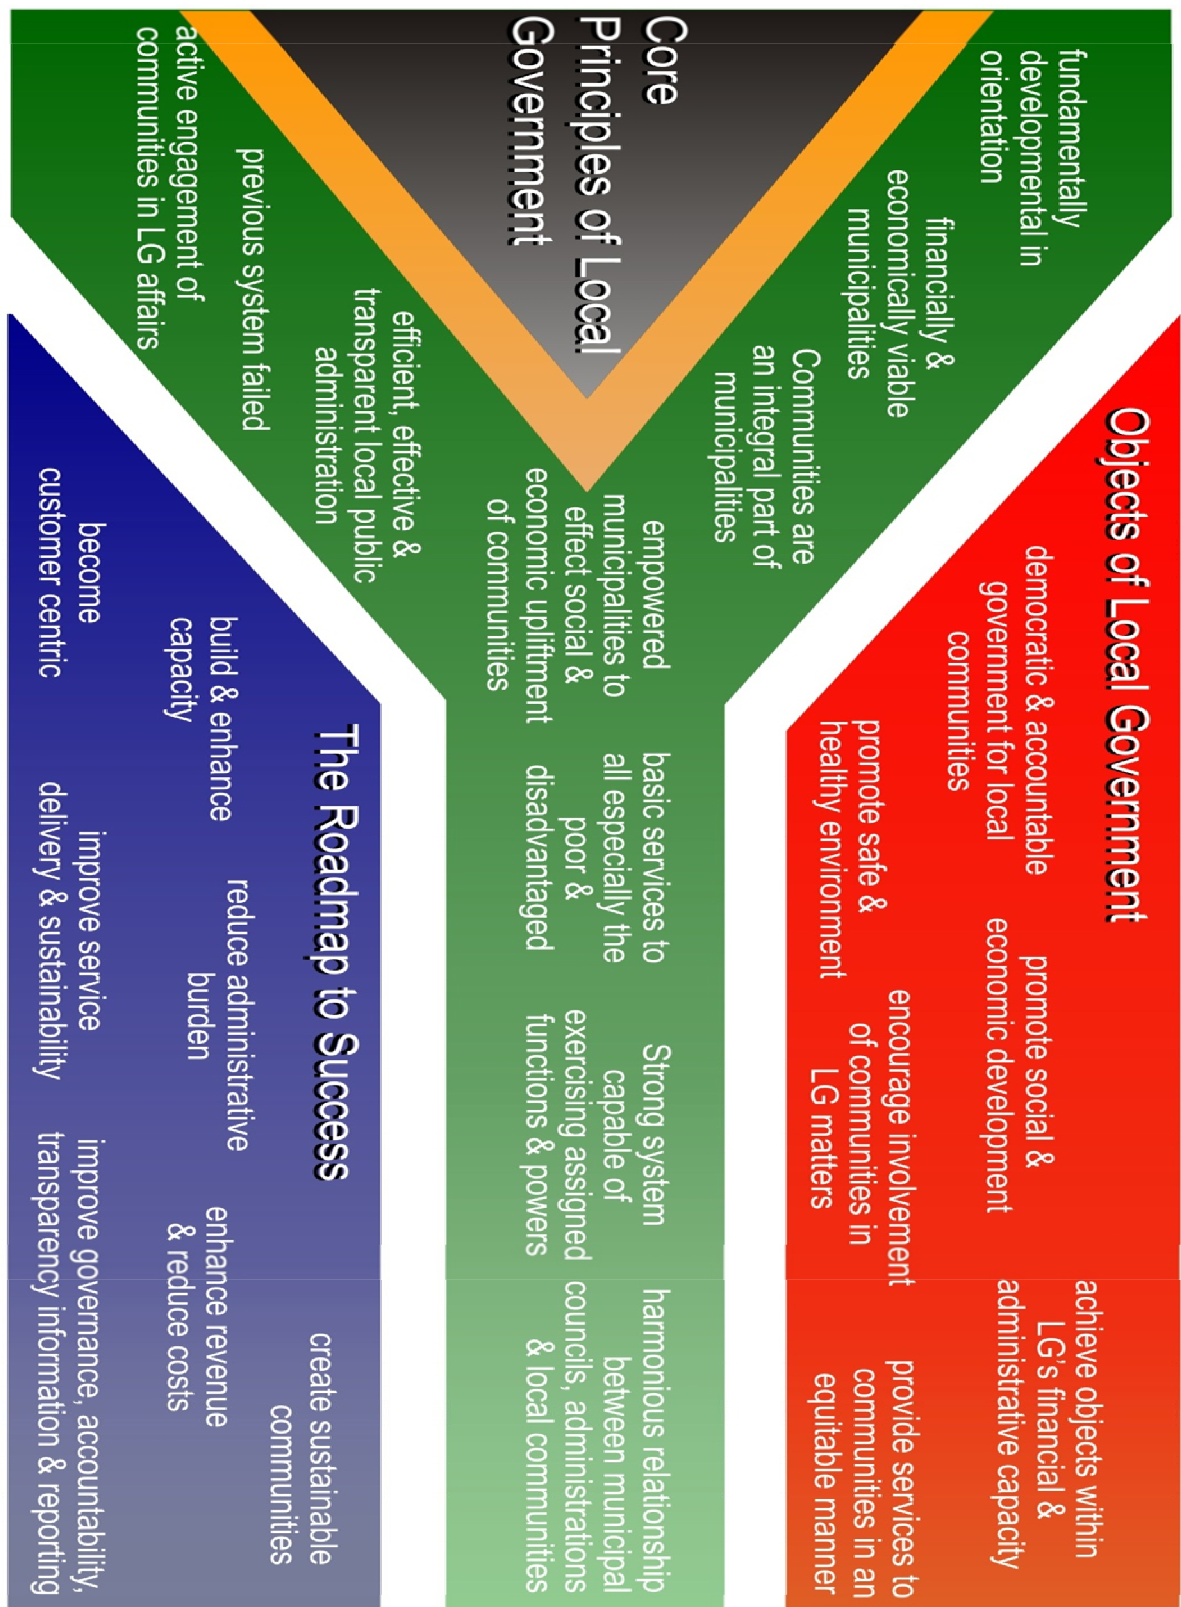 Objects of Local Government
democratic & accountable
government for local
communities
promote social &
economic development
achieve objects within
LG's financial &
administrative capacity
promote safe &
healthy environment
encourage involvement
of communities in
LG matters
provide services to
communities in an
equitable manner
fundamentally
developmental in
orientation
financially &
economically viable
municipalities
Communities are
an integral part of
municipalities
Core
Principles of Local
Government
empowered
municipalities to
effect social &
economic upliftment
of communities
basic services to
all especially the
poor &
disadvantaged
Strong system
capable of
exercising assigned
functions & powers
harmonious relationship
between municipal
councils, administrations
& local communities
efficient, effective &
transparent local public
administration
previous system failed
active engagement of
communities in LG affairs
The Roadmap to Success
create sustainable
communities
build & enhance
capacity
reduce administrative
burden
enhance revenue
& reduce costs
become
customer centric
improve service
delivery & sustainability
improve governance, accountability,
transparency information & reporting